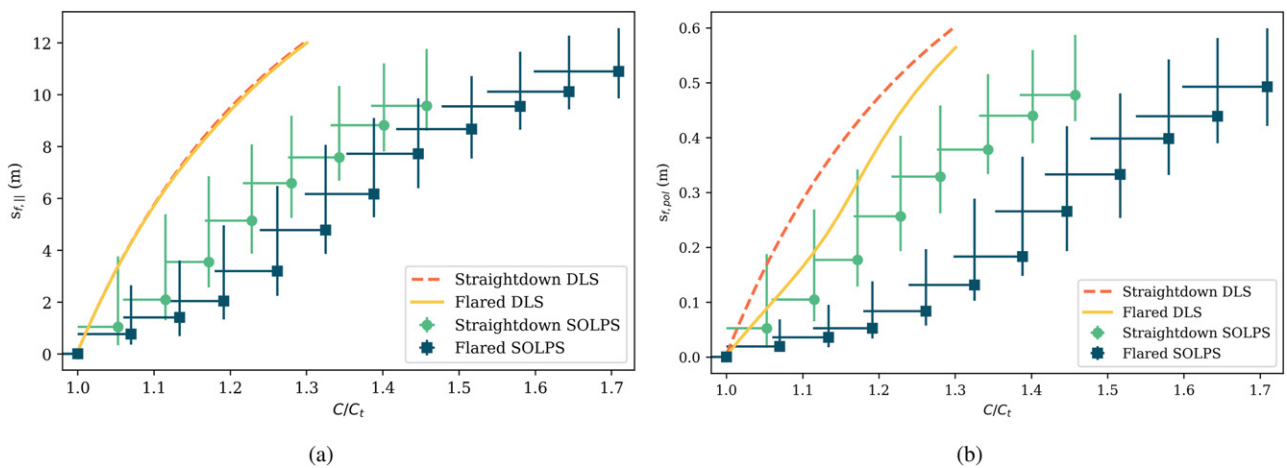 12
10
8
6
4
2
0
s_{f,||} (m)
1.0 1.1 1.2 1.3 1.4 1.5 1.6 1.7
C/C_t
Straightdown DLS
Flared DLS
Straightdown SOLPS
Flared SOLPS
(a)
0.6
0.5
0.4
0.3
0.2
0.1
0.0
s_{f,pol} (m)
1.0 1.1 1.2 1.3 1.4 1.5 1.6 1.7
C/C_t
Straightdown DLS
Flared DLS
Straightdown SOLPS
Flared SOLPS
(b)